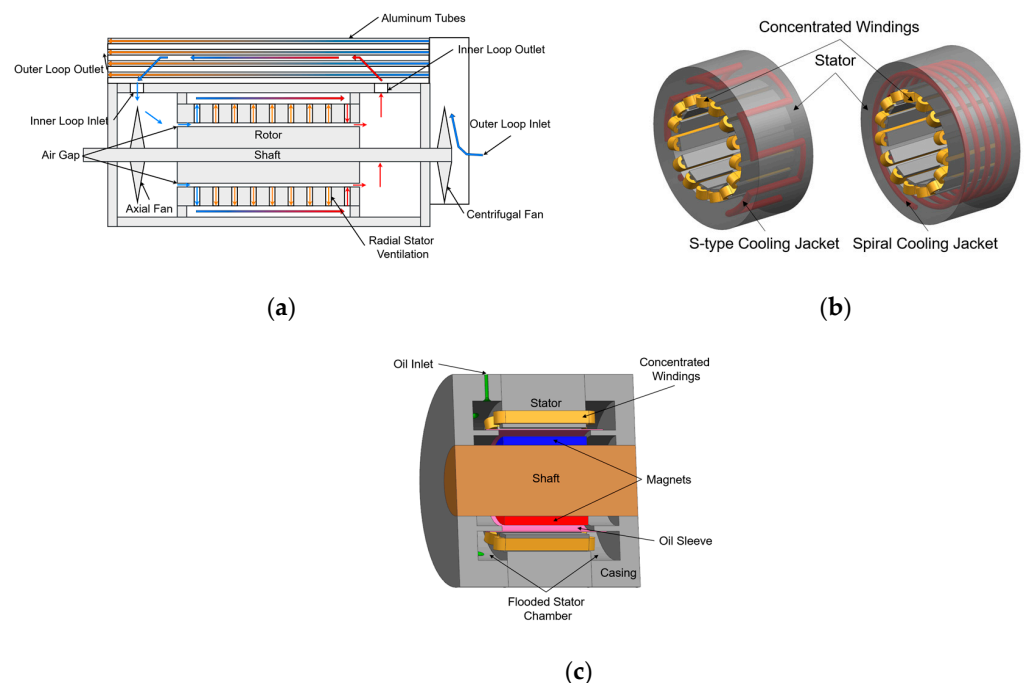 Aluminum Tubes
Inner Loop Outlet
Outer Loop Outlet
Inner Loop Inlet
Outer Loop Inlet
Rotor
Air Gap
Shaft
Axial Fan
Centrifugal Fan
Radial Stator
Ventilation
(a)
Concentrated Windings
Stator
S-type Cooling Jacket
Spiral Cooling Jacket
(b)
Oil Inlet
Concentrated
Windings
Stator
Shaft
Magnets
Oil Sleeve
Casing
Flooded Stator
Chamber
(c)